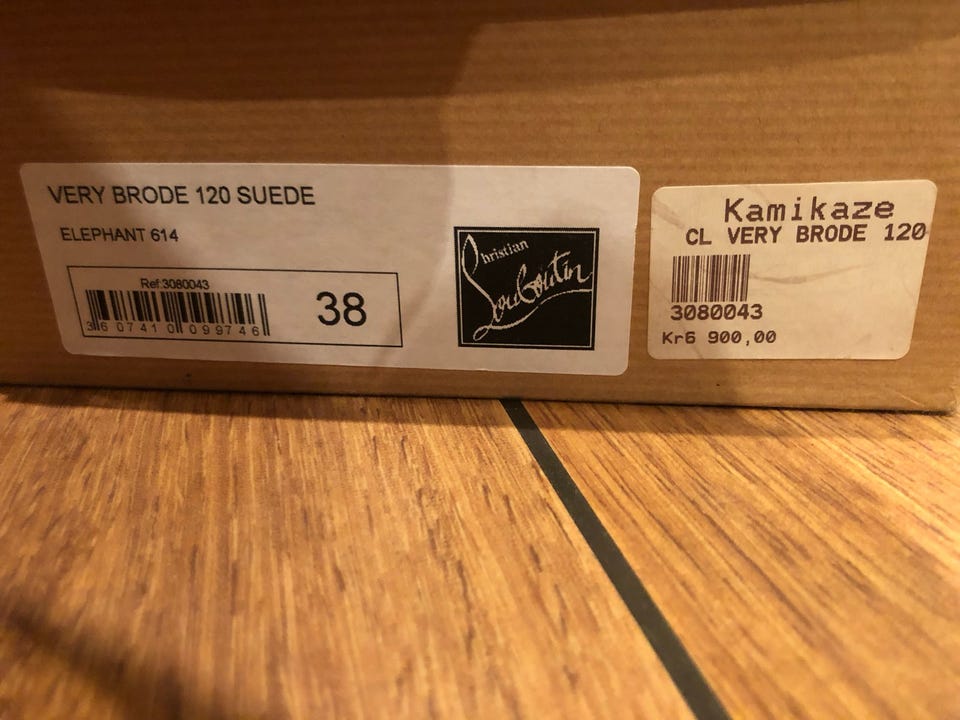 VERY BRODE 120 SUEDE
ELEPHANT 614
Ref:3080043
3 607410 099746
38
Christian
Louboutin
Kamikaze
CL VERY BRODE 120
3080043
Kr6 900,00